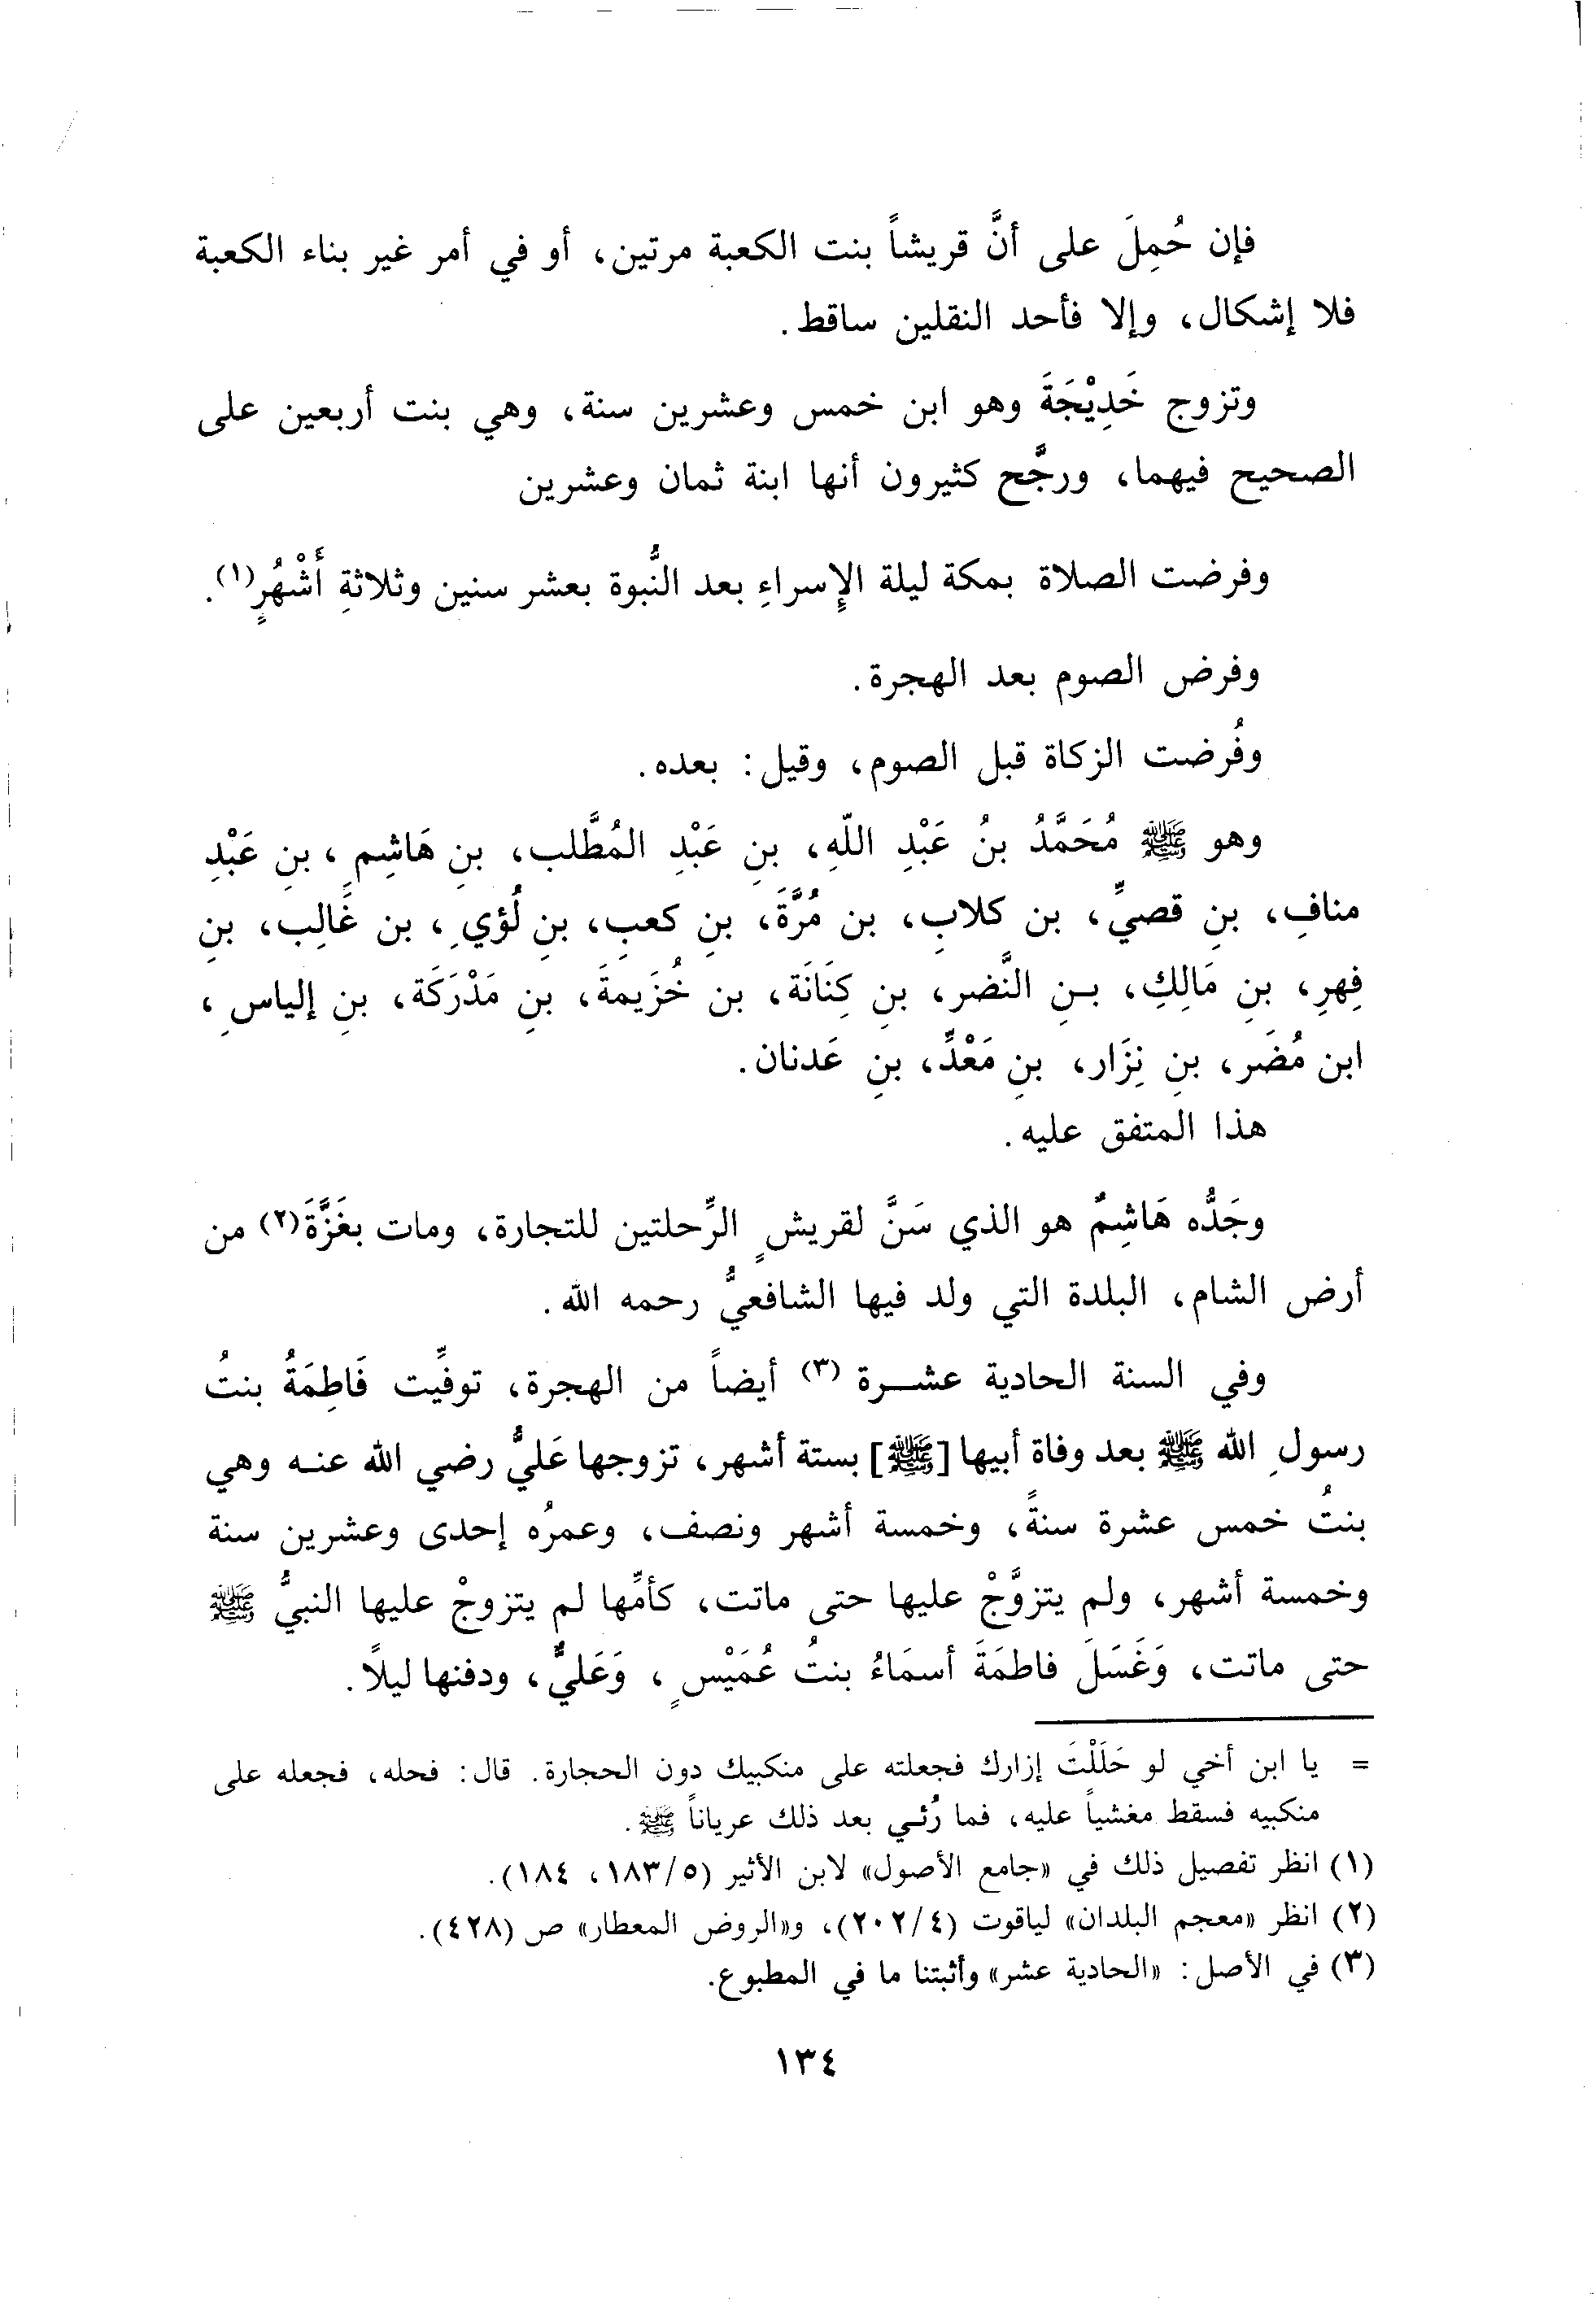 فإن حُمِلَ على أنَّ قريشاً بنت الكعبة مرتين، أو في أمر غير بناء الكعبة
فلا إشكال، وإلا فأحد النقلين ساقط.
وتزوج خَدِيْجَةَ وهو ابن خمس وعشرين سنة، وهي بنت أربعين على
الصحيح فيهما، ورجَّح كثيرون أنها ابنة ثمان وعشرين
وفرضت الصلاة بمكة ليلة الإسراءِ بعد النُّبوة بعشر سنين وثلاثةِ أَشْهُرٍ(١).
وفرض الصوم بعد الهجرة.
وفُرضت الزكاة قبل الصوم، وقيل: بعده.
وهو ﷺ مُحَمَّدُ بنُ عَبْدِ اللّهِ، بنِ عَبْدِ المُطَّلب، بنِ هَاشِمٍ، بنِ عَبْدِ
منافِ، بنِ قصيٍّ، بن كلابِ، بن مُرَّةَ، بنِ كعبِ، بنِ لُؤيِ، بن غَالِب، بنِ
فِهرِ، بنِ مَالِكِ، بـنِ النَّضر، بنِ كِنَانَة، بن خُزَيمةَ، بنِ مَدْرَكَة، بنِ إلياسِ،
ابن مُضَر، بنِ نِزَار، بنِ مَعْدِّ، بنِ عَدنان.
هذا المتفق عليه.
وجَدُّه هَاشِمٌ هو الذي سَنَّ لقريشٍ الرِّحلتين للتجارة، ومات بغَزَّةَ(٢) من
أرض الشام، البلدة التي ولد فيها الشافعيُّ رحمه الله.
وفي السنة الحادية عشـــرة (٣) أيضاً من الهجرة، توفِّيت فَاطِمَةُ بنتُ
رسولِ الله ﷺ بعد وفاة أبيها [ﷺ] بستة أشهر، تزوجها عَليُّ رضي الله عنـه وهي
بنتُ خمس عشرة سنةً، وخمسة أشهر ونصف، وعمرُه إحدى وعشرين سنة
وخمسة أشهر، ولم يتزوَّجْ عليها حتى ماتت، كأمِّها لم يتزوجْ عليها النبيُّ ﷺ
حتى ماتت، وَغَسَلَ فاطمَةَ أسمَاءُ بنتُ عُمَيْسٍ، وَعَليٌّ، ودفنها ليلًا.
= يا ابن أخي لو حَلَلْتَ إزارك فجعلته على منكبيك دون الحجارة. قال: فحله، فجعله على
منكبيه فسقط مغشياً عليه، فما رُئـي بعد ذلك عرياناً ﷺ.
(١) انظر تفصيل ذلك في «جامع الأصول» لابن الأثير (٥/١٨٣، ١٨٤).
(٢) انظر «معجم البلدان» لياقوت (٤/٢٠٢)، و«الروض المعطار» ص (٤٢٨).
(٣) في الأصل: «الحادية عشر» وأثبتنا ما في المطبوع.
١٣٤